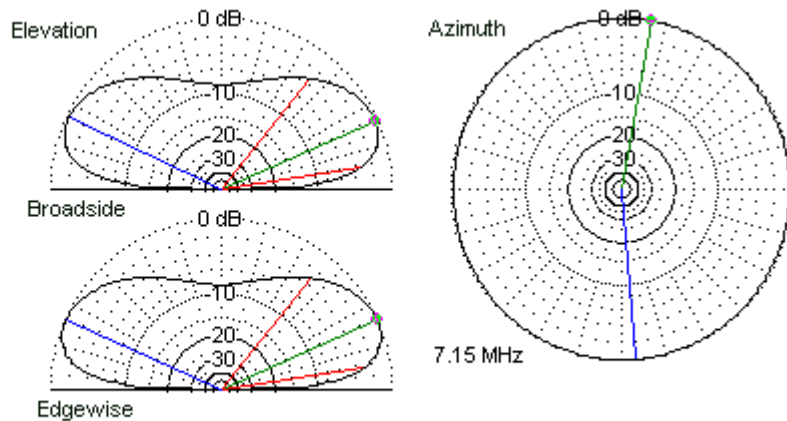 Elevation
0 dB
-10
-20
-30
Broadside
0 dB
-10
-20
-30
Edgewise
Azimuth
0 dB
-10
20
30
7.15 MHz